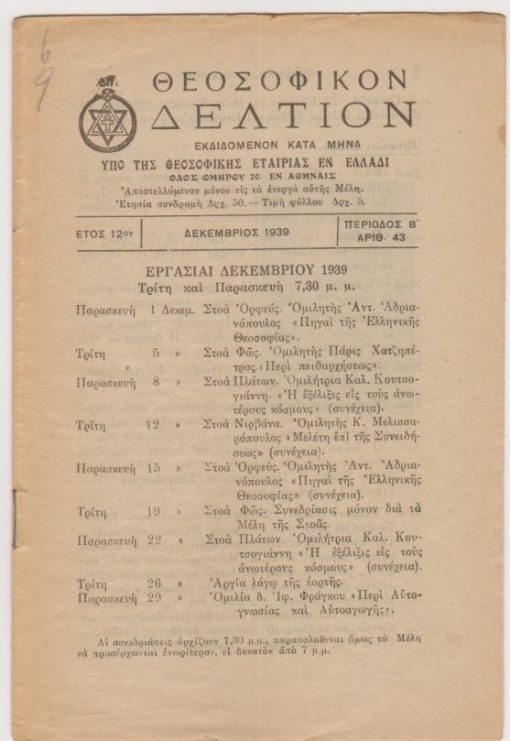 6
9
ΘΕΟΣΟΦΙΚΟΝ
ΔΕΛΤΙΟΝ
ΕΚΔΙΔΟΜΕΝΟΝ ΚΑΤΑ ΜΗΝΑ
ΥΠΟ ΤΗΣ ΘΕΟΣΟΦΙΚΗΣ ΕΤΑΙΡΙΑΣ ΕΝ ΕΛΛΑΔΙ
ΟΔΟΣ ΟΜΗΡΟΥ 20. ΕΝ ΑΘΗΝΑΙΣ
Ἀποστελλόμενον μόνον εἰς τὰ ἐνεργὰ αὐτῆς Μέλη.
Ἐτησία συνδρομὴ Δρχ. 50. — Τιμὴ φύλλου Δρχ. 5.
ΕΤΟΣ 12ον
ΔΕΚΕΜΒΡΙΟΣ 1939
ΠΕΡΙΟΔΟΣ Β΄
ΑΡΙΘ. 43
ΕΡΓΑΣΙΑΙ ΔΕΚΕΜΒΡΙΟΥ 1939
Τρίτη καὶ Παρασκευὴ 7,30 μ. μ.
Παρασκευὴ 1 Δεκεμ. Στοὰ Ὀρφεύς. Ὁμιλητὴς Ἀντ. Ἀδρια-
νόπουλος «Πηγαὶ τῆς Ἑλληνικῆς
Θεοσοφίας».
Τρίτη 5 » Στοὰ Φῶς. Ὁμιλητὴς Πάρις Χατζηπέ-
τρος «Περὶ πειθαρχήσεως».
Παρασκευὴ 8 » Στοὰ Πλάτων. Ὁμιλήτρια Καλ. Κουτσο-
γιάννη. «Ἡ ἐξέλιξις εἰς τοὺς ἀνω-
τέρους κόσμους» (συνέχεια).
Τρίτη 12 » Στοὰ Νιρβάνα. Ὁμιλητὴς Κ. Μελισσα-
ρόπουλος «Μελέτη ἐπὶ τῆς Συνειδή-
σεως» (συνέχεια).
Παρασκευὴ 15 » Στοὰ Ὀρφεύς. Ὁμιλητὴς Ἀντ. Ἀδρια-
νόπουλος «Πηγαὶ τῆς Ἑλληνικῆς
Θεοσοφίας» (συνέχεια).
Τρίτη 19 » Στοὰ Φῶς. Συνεδρίασις μόνον διὰ τὰ
Μέλη τῆς Στοᾶς.
Παρασκευὴ 22 » Στοὰ Πλάτων Ὁμιλήτρια Καλ. Κου-
τσογιάννη «Ἡ ἐξέλιξις εἰς τοὺς
ἀνωτέρους κόσμους» (συνέχεια).
Τρίτη 26 » Ἀργία λόγῳ τῆς ἑορτῆς.
Παρασκευὴ 29 » Ὁμιλία δ. Ἰφ. Φράγκου «Περὶ Αὐτο-
γνωσίας καὶ Αὐτοαγωγῆς».
Αἱ συνεδριάσεις ἀρχίζουν 7,30 μ.μ., παρακαλοῦνται ὅμως τὰ Μέλη
νὰ προσέρχωνται ἐνωρίτερον, εἰ δυνατὸν ἀπὸ 7 μ.μ.